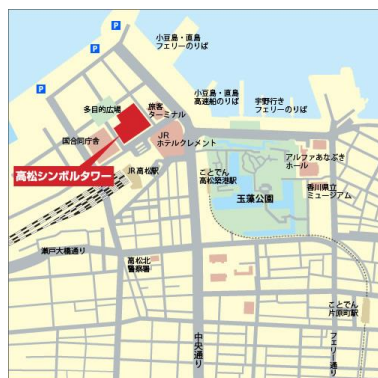 P
小豆島・直島
フェリーのりば
P
P
多目的広場
旅客
ターミナル
小豆島・直島
高速船のりば
宇野行き
フェリーのりば
国合同庁舎
JR
ホテルクレメント
高松シンボルタワー
JR高松駅
ことでん
高松築港駅
アルファあなぶき
ホール
玉藻公園
香川県立
ミュージアム
瀬戸大橋通り
高松北
警察署
中央通り
ことでん
片原町駅
フェリー通り